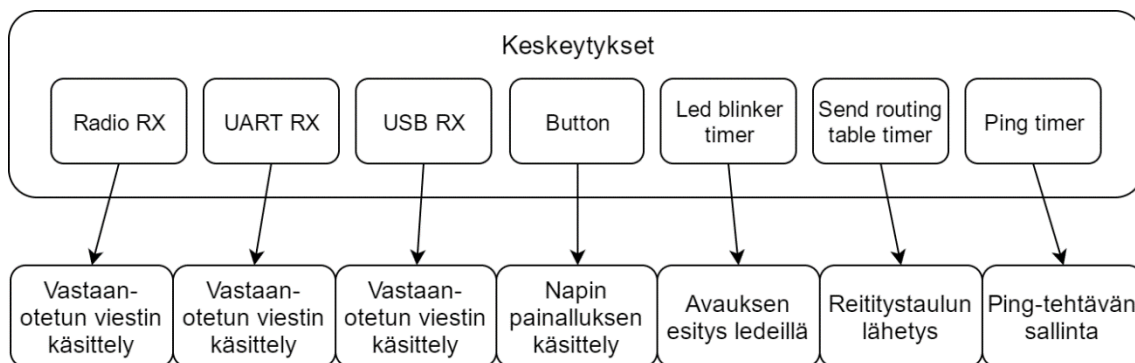 Keskeytykset
Radio RX
UART RX
USB RX
Button
Led blinker
timer
Send routing
table timer
Ping timer
Vastaan-
otetun viestin
käsittely
Vastaan-
otetun viestin
käsittely
Vastaan-
otetun viestin
käsittely
Napin
painalluksen
käsittely
Avauksen
esitys ledeillä
Reititystaulun
lähetys
Ping-tehtävän
sallinta